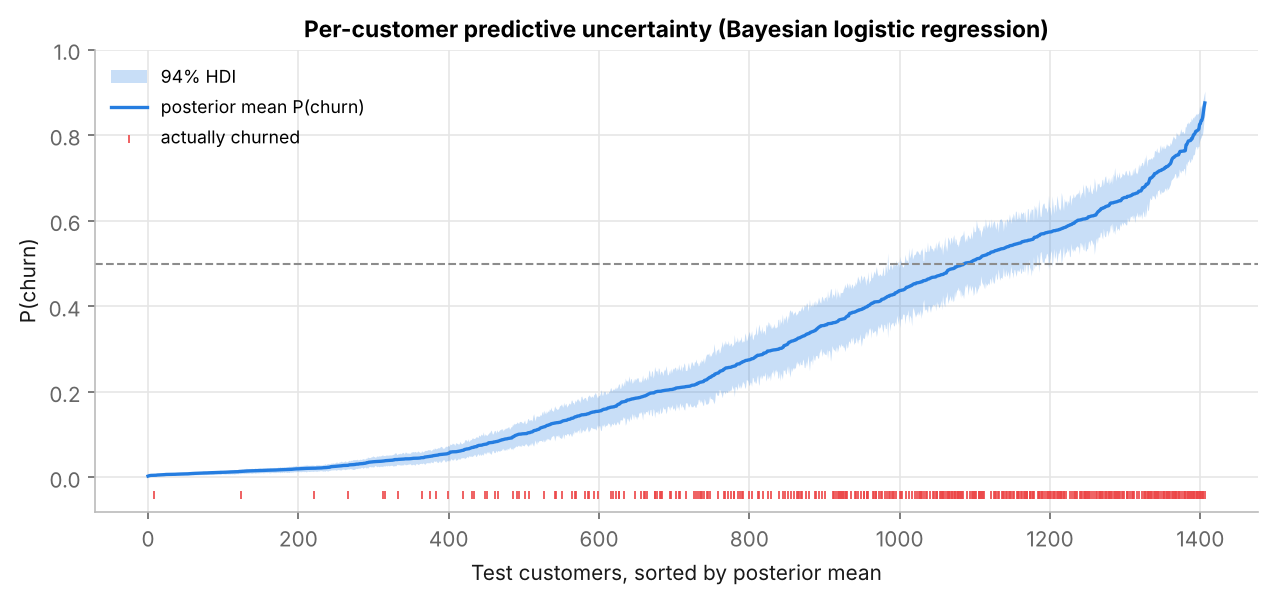 Per-customer predictive uncertainty (Bayesian logistic regression)
94% HDI
posterior mean P(churn)
actually churned
P(churn)
1.0
0.8
0.6
0.4
0.2
0.0
0 200 400 600 800 1000 1200 1400
Test customers, sorted by posterior mean